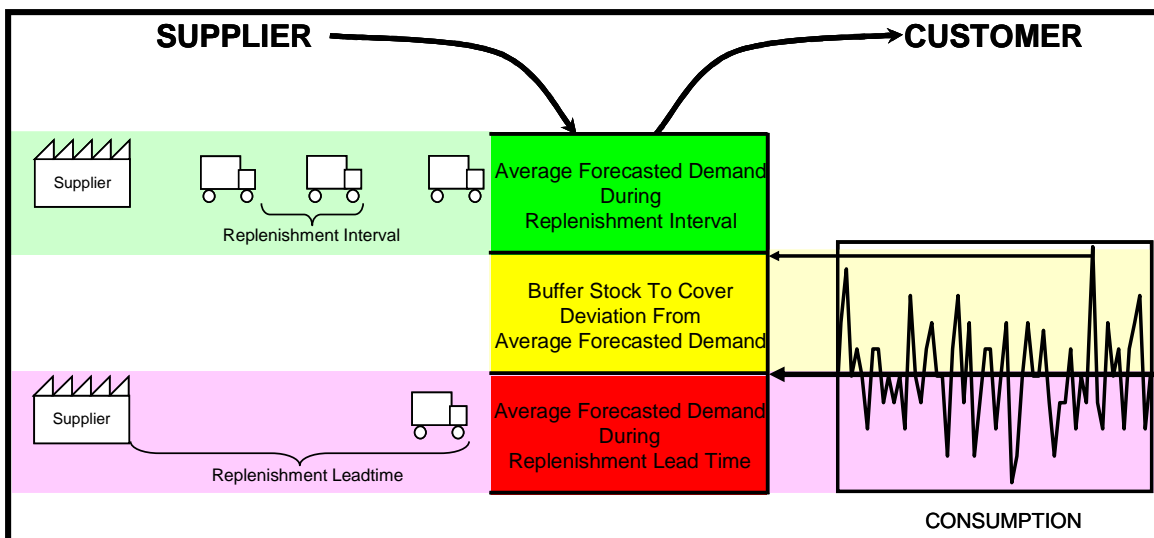 SUPPLIER
CUSTOMER
Supplier
Replenishment Interval
Average Forecasted Demand
During
Replenishment Interval
Buffer Stock To Cover
Deviation From
Average Forecasted Demand
Supplier
Replenishment Leadtime
Average Forecasted Demand
During
Replenishment Lead Time
CONSUMPTION